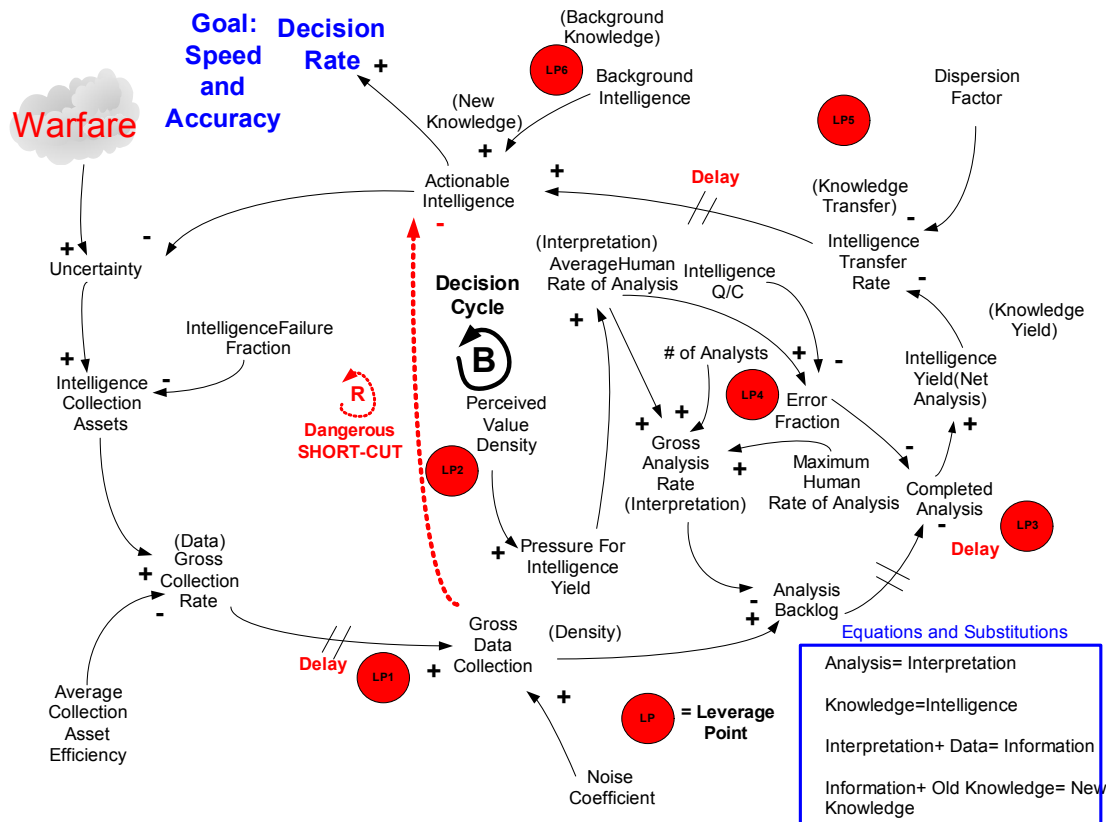 Goal:
Speed
and
Accuracy
Decision
Rate
+
(Background
Knowledge)
LP6
Background
Intelligence
Dispersion
Factor
LP5
Warfare
(New
Knowledge)
+
Actionable
Intelligence
+
Delay
(Knowledge
Transfer)
-
Intelligence
Transfer
Rate
-
-
+
Uncertainty
-
(Interpretation)
AverageHuman
Rate of Analysis
+
Intelligence
Q/C
Decision
Cycle
B
(Knowledge
Yield)
IntelligenceFailure
Fraction
+
-
Intelligence
Collection
Assets
R
Dangerous
SHORT-CUT
Perceived
Value
Density
LP2
# of Analysts
LP4
+
-
Error
Fraction
Intelligence
Yield(Net
Analysis)
+
+
+
Gross
Analysis
Rate
(Interpretation)
+
Maximum
Human
Rate of Analysis
-
Completed
Analysis
-
Delay
LP3
(Data)
Gross
Collection
Rate
+
-
+
Pressure For
Intelligence
Yield
-
+
Analysis
Backlog
Delay
LP1
+
Gross
Data
Collection
(Density)
+
Average
Collection
Asset
Efficiency
LP
= Leverage
Point
Noise
Coefficient
Equations and Substitutions
Analysis= Interpretation
Knowledge=Intelligence
Interpretation+ Data= Information
Information+ Old Knowledge= New
Knowledge